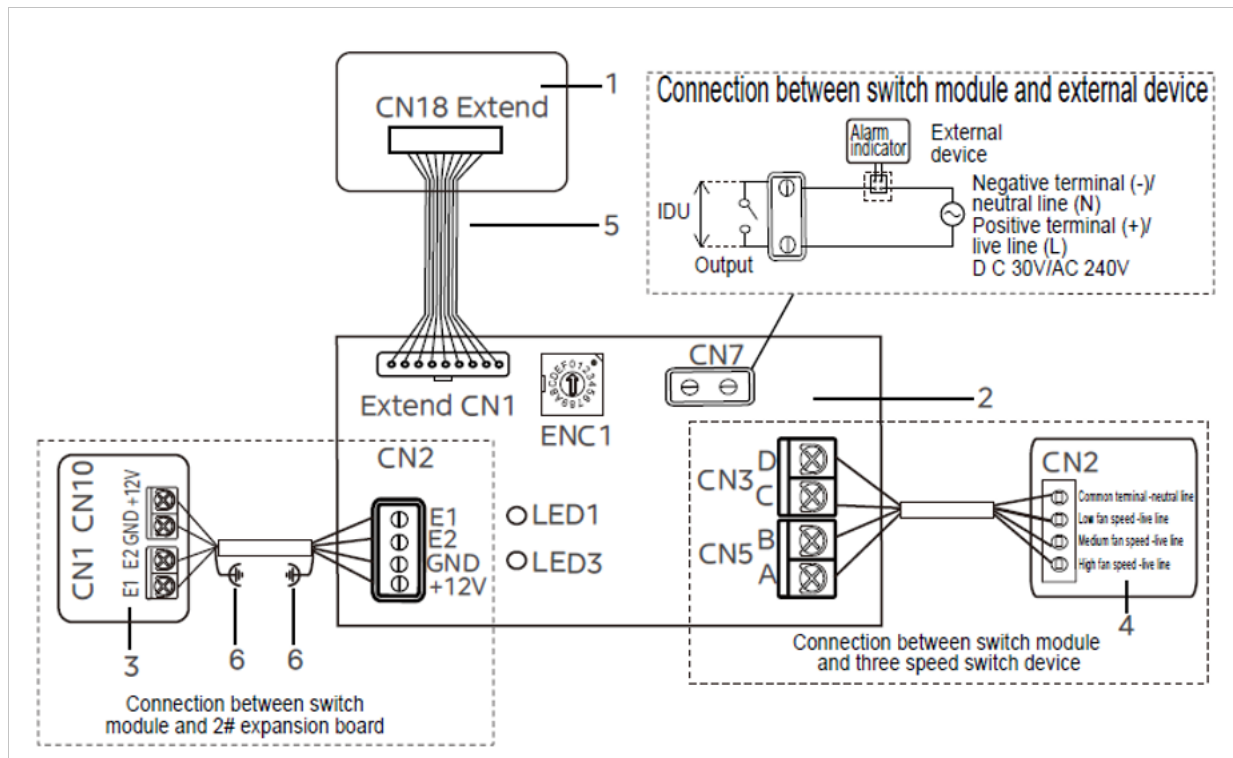 1
CN18 Extend
5
Connection between switch module and external device
Alarm
indicator
External
device
IDU
Output
Negative terminal (-)/
neutral line (N)
Positive terminal (+)/
live line (L)
D C 30V/AC 240V
Extend CN1
0123456789ABCDEF
ENC1
CN7
2
CN2
E1
E2
GND
+12V
LED1
LED3
CN1 CN10
E1 E2 GND +12V
3
6
6
Connection between switch
module and 2# expansion board
CN3
D
C
CN5
B
A
CN2
Common terminal -neutral line
Low fan speed -live line
Medium fan speed -live line
High fan speed -live line
4
Connection between switch module
and three speed switch device